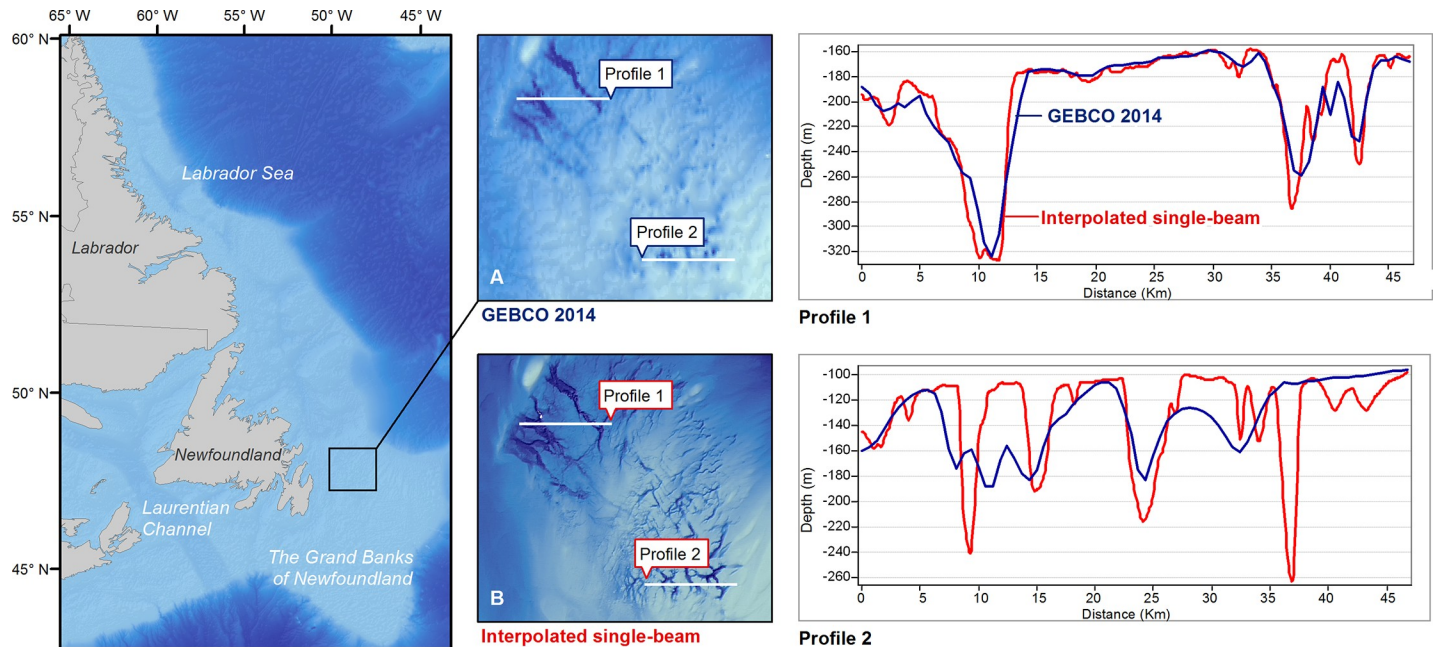 65° W 60° W 55° W 50° W 45° W
60° N
55° N
50° N
45° N
Labrador Sea
Labrador
Newfoundland
Laurentian
Channel
The Grand Banks
of Newfoundland
Profile 1
Profile 2
A
GEBCO 2014
Profile 1
Profile 2
B
Interpolated single-beam
-160
-180
-200
-220
-240
-260
-280
-300
-320
Depth (m)
GEBCO 2014
Interpolated single-beam
0 5 10 15 20 25 30 35 40 45
Distance (Km)
Profile 1
-100
-120
-140
-160
-180
-200
-220
-240
-260
Depth (m)
0 5 10 15 20 25 30 35 40 45
Distance (Km)
Profile 2